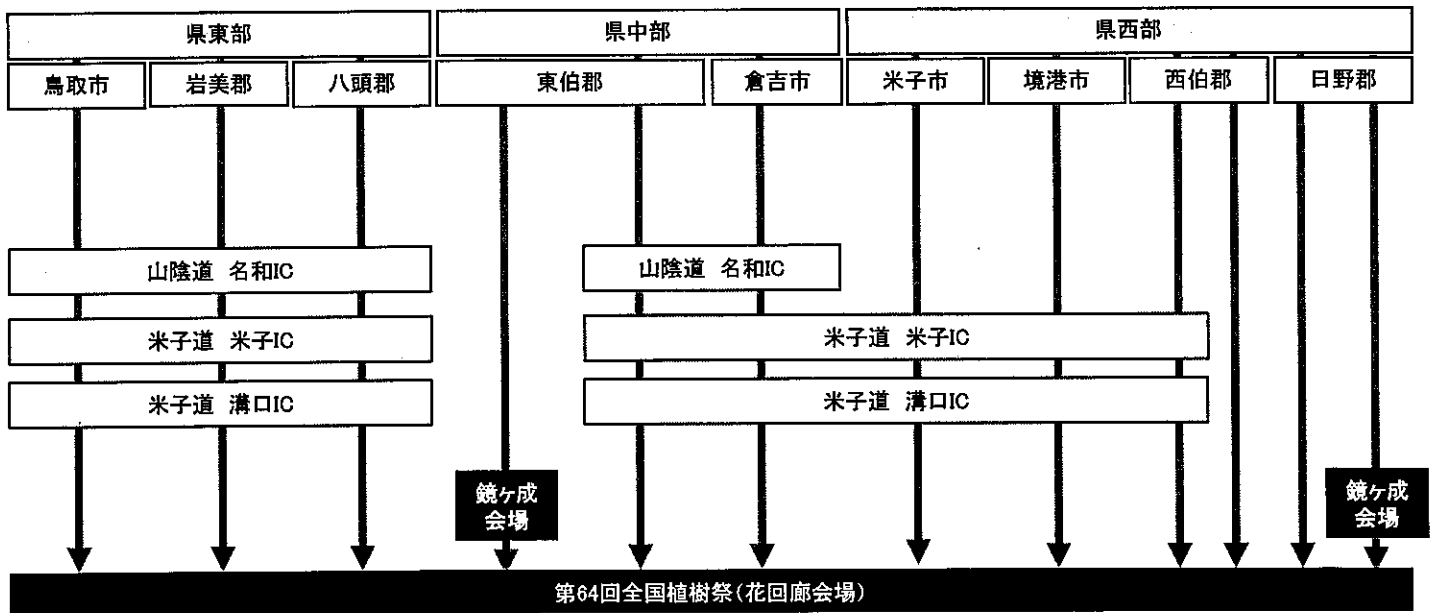 県東部
県中部
県西部
鳥取市
岩美郡
八頭郡
東伯郡
倉吉市
米子市
境港市
西伯郡
日野郡
山陰道 名和IC
山陰道 名和IC
米子道 米子IC
米子道 米子IC
米子道 溝口IC
米子道 溝口IC
鏡ヶ成
会場
鏡ヶ成
会場
第64回全国植樹祭(花回廊会場)